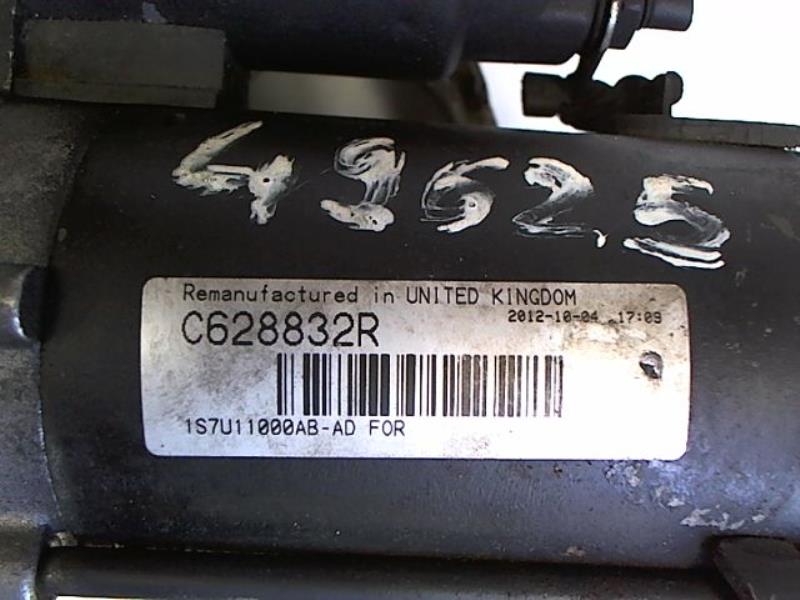 49625
Remanufactured in UNITED KINGDOM
C628832R 2012-10-04 17:09
1S7U11000AB-AD FOR